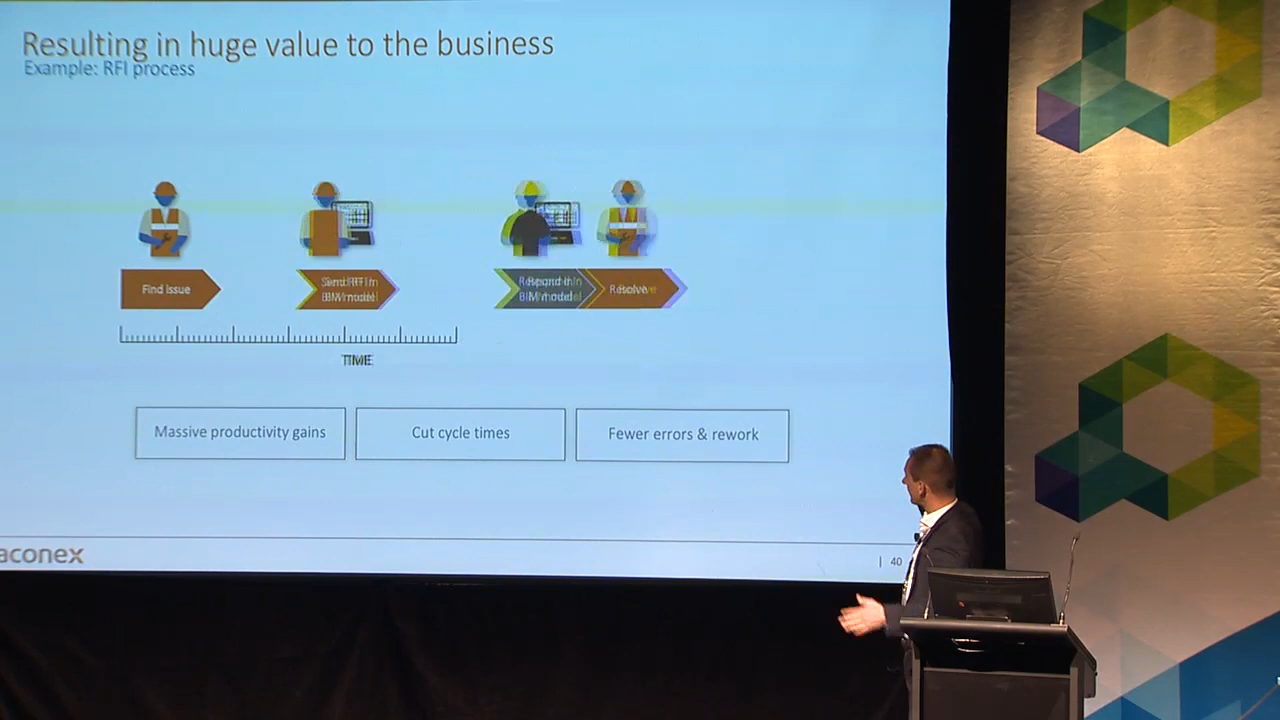 Resulting in huge value to the business
Example: RFI process
Find Issue
Send RFI in
BIM model
Respond in
BIM model
Resolve
TIME
Massive productivity gains
Cut cycle times
Fewer errors & rework
aconex
| 40